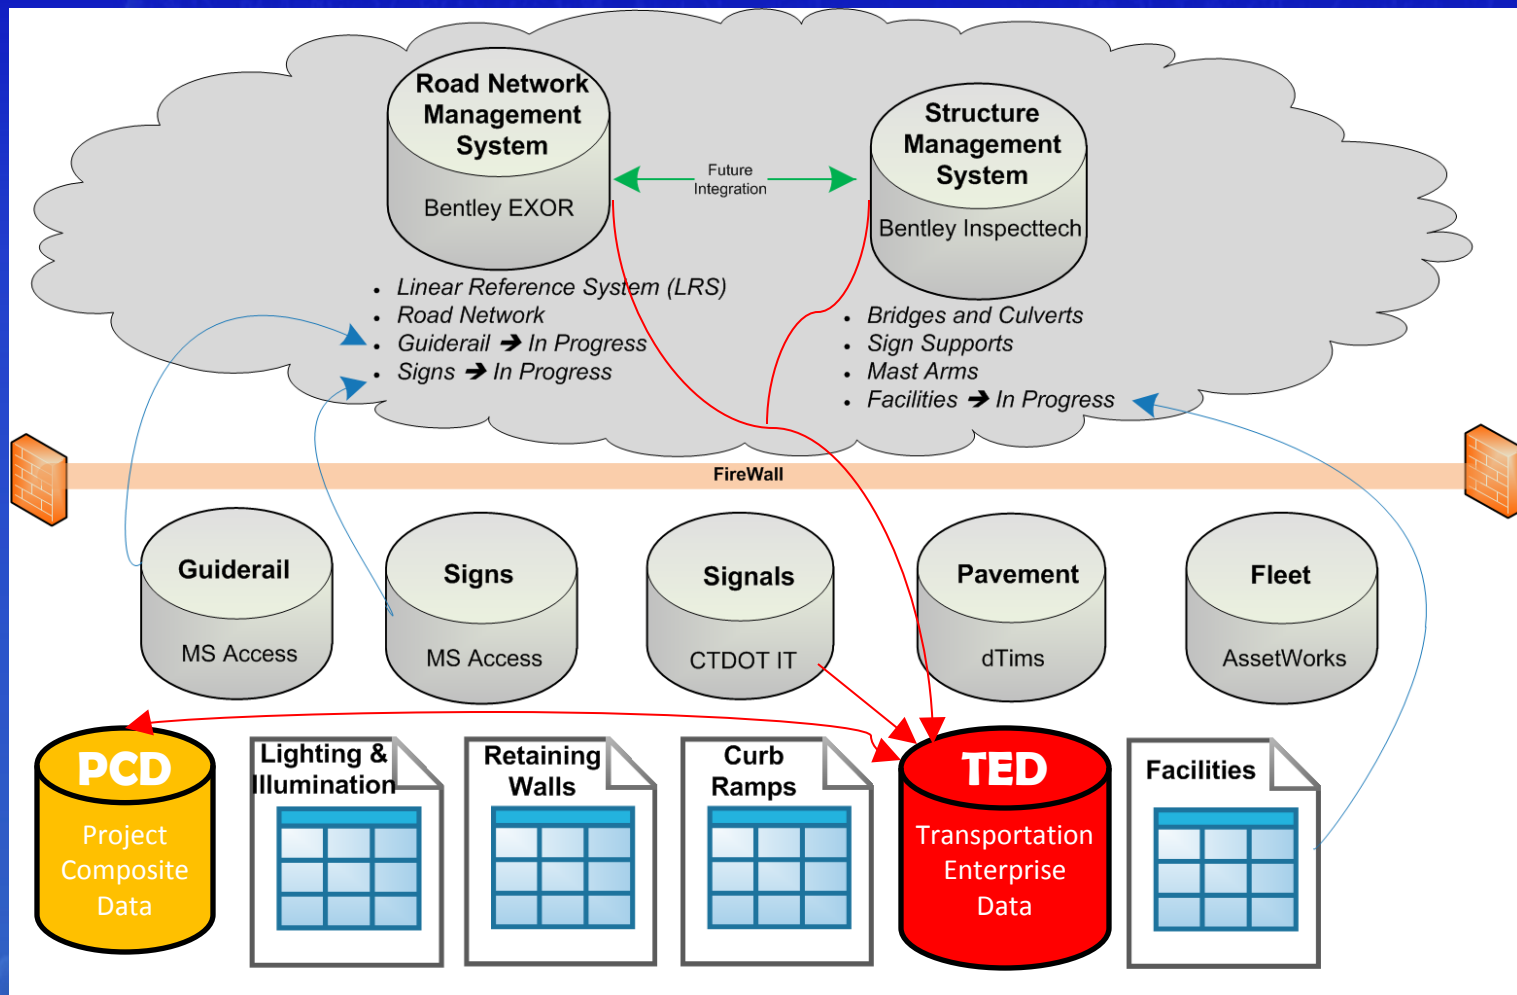 Road Network
Management
System
Bentley EXOR
Structure
Management
System
Bentley Inspecttech
Future
Integration
• Linear Reference System (LRS)
• Road Network
• Guiderail ➔ In Progress
• Signs ➔ In Progress
• Bridges and Culverts
• Sign Supports
• Mast Arms
• Facilities ➔ In Progress
FireWall
Guiderail
MS Access
Signs
MS Access
Signals
CTDOT IT
Pavement
dTims
Fleet
AssetWorks
PCD
Project
Composite
Data
Lighting &
Illumination
Retaining
Walls
Curb
Ramps
TED
Transportation
Enterprise
Data
Facilities